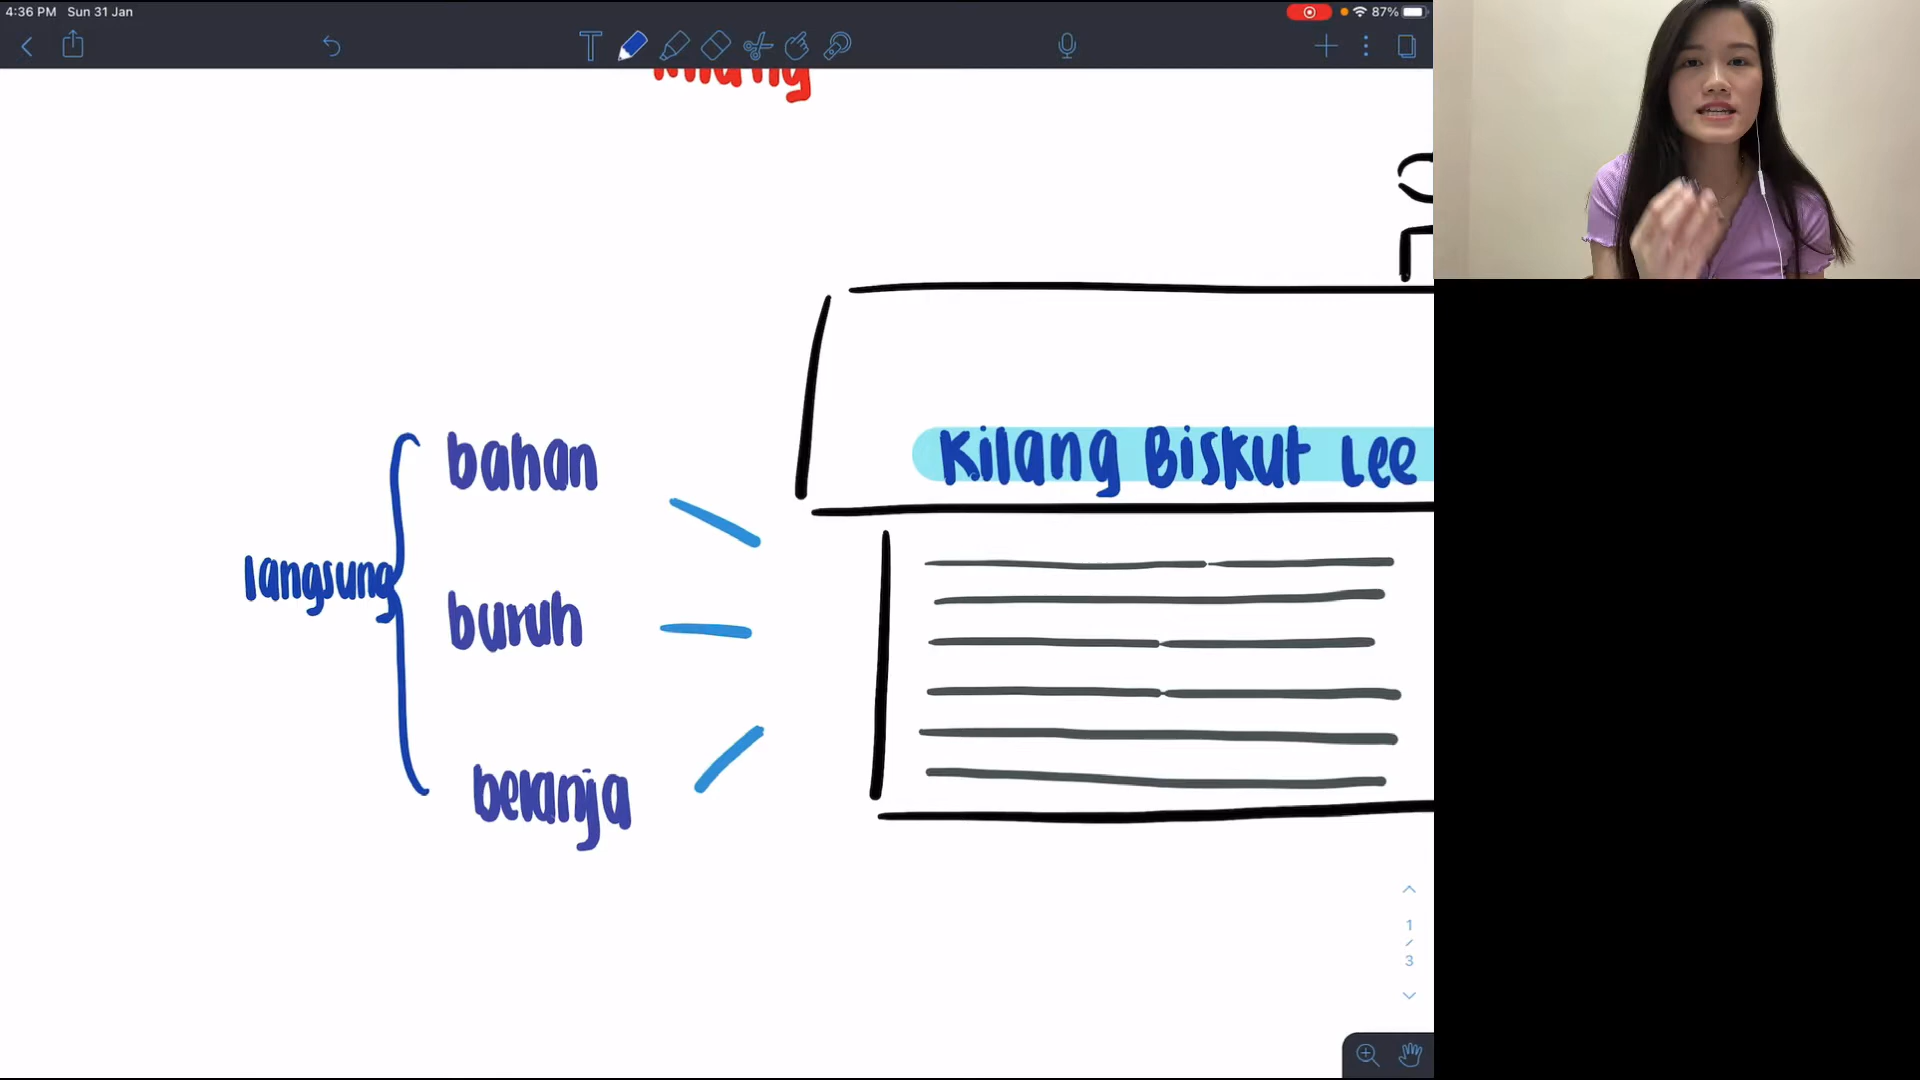 4:36 PM Sun 31 Jan
87%
Kilang Biskut Lee
bahan
langsung
buruh
belanja
1
/
3